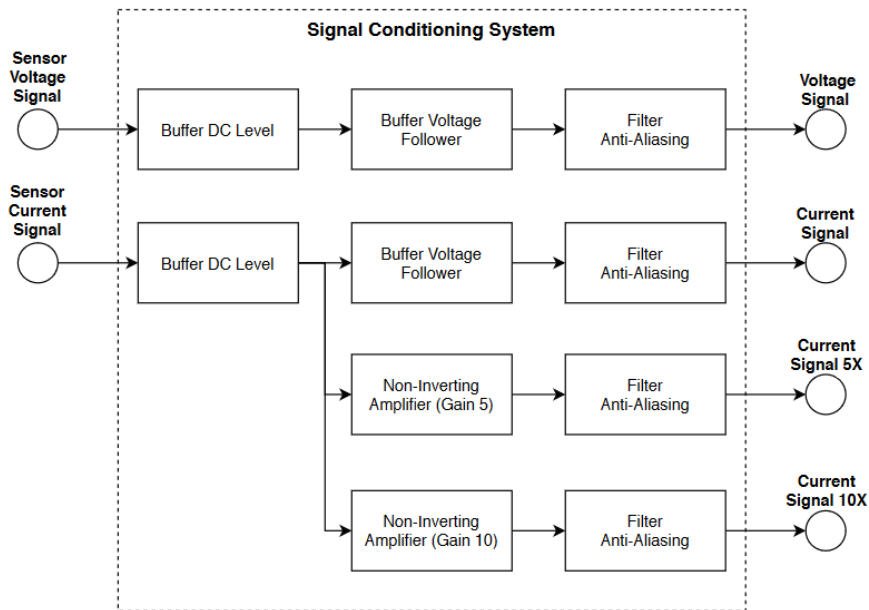 Signal Conditioning System
Sensor
Voltage
Signal
Buffer DC Level
Buffer Voltage
Follower
Filter
Anti-Aliasing
Voltage
Signal
Sensor
Current
Signal
Buffer DC Level
Buffer Voltage
Follower
Filter
Anti-Aliasing
Current
Signal
Non-Inverting
Amplifier (Gain 5)
Filter
Anti-Aliasing
Current
Signal 5X
Non-Inverting
Amplifier (Gain 10)
Filter
Anti-Aliasing
Current
Signal 10X